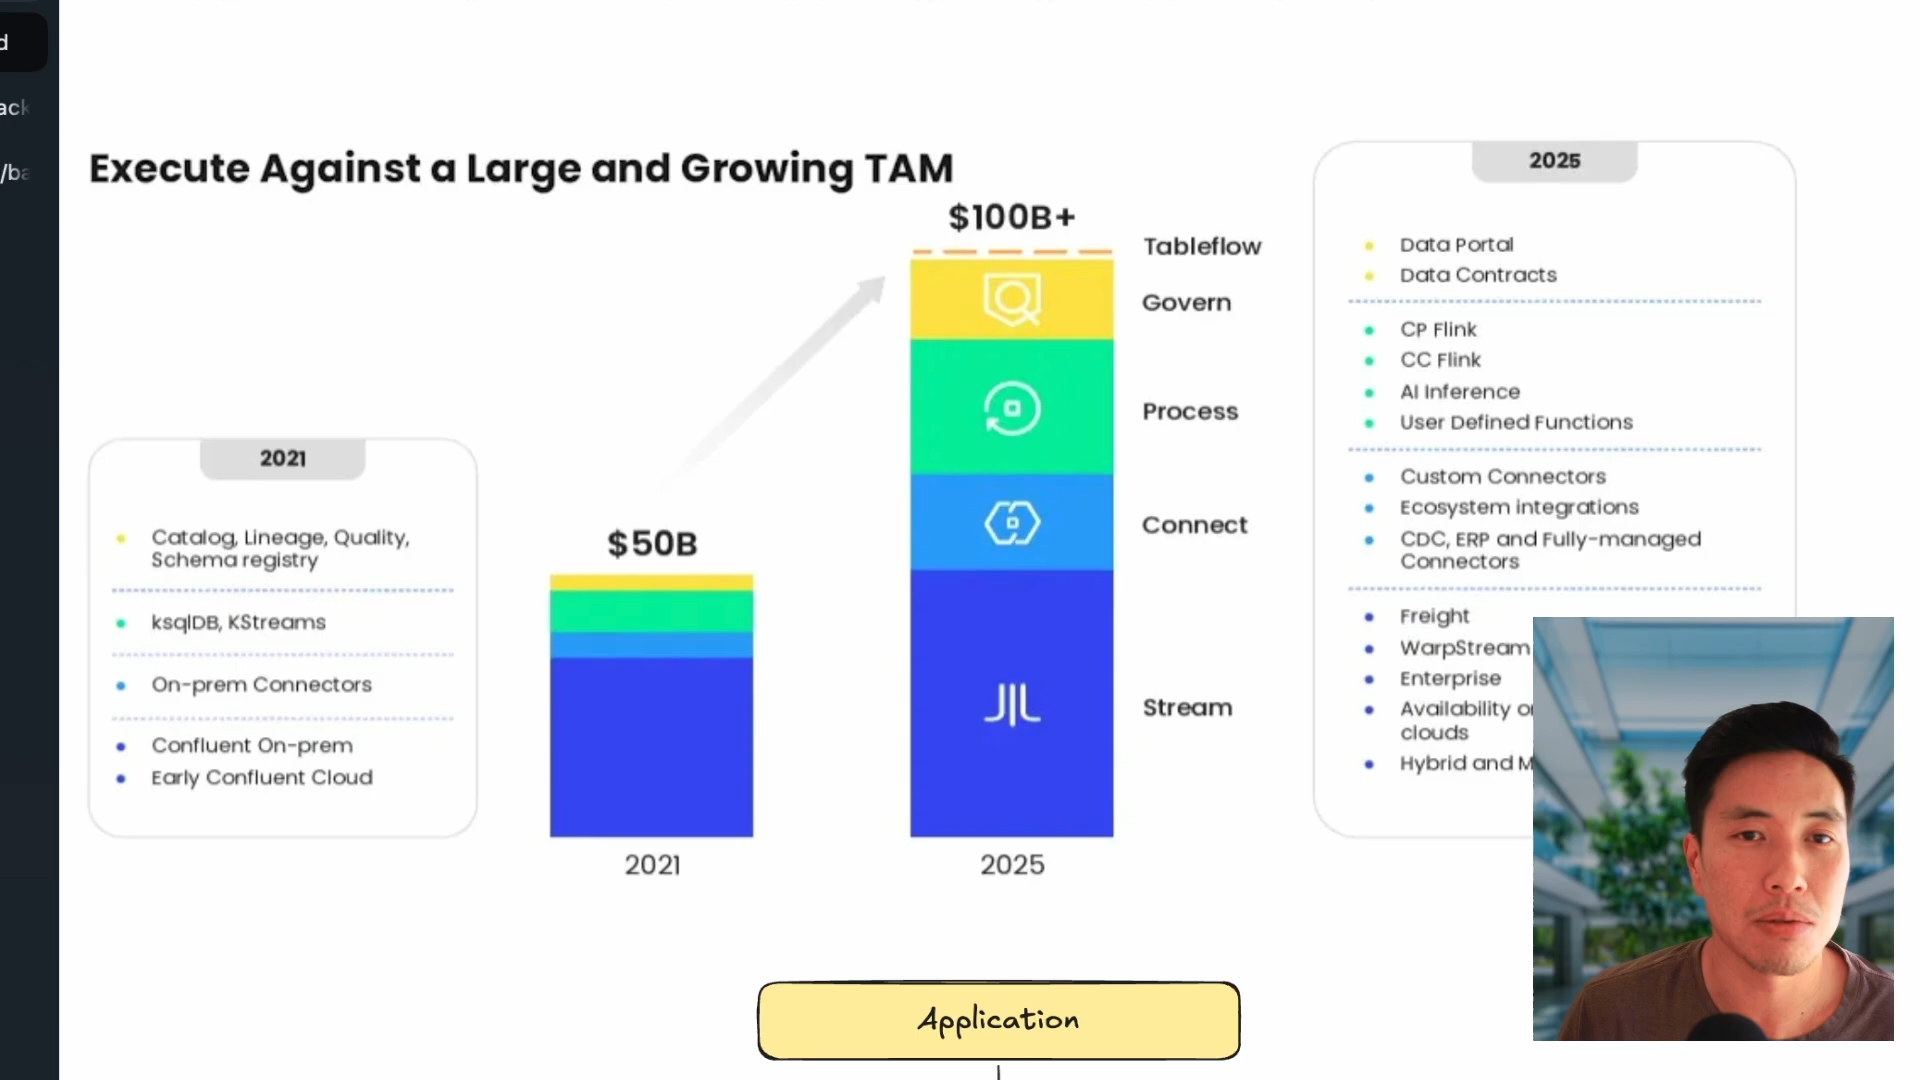 Execute Against a Large and Growing TAM
2021
Catalog, Lineage, Quality,
Schema registry
ksqlDB, KStreams
On-prem Connectors
Confluent On-prem
Early Confluent Cloud
$50B
2021
$100B+
2025
Tableflow
Govern
Process
Connect
Stream
2025
Data Portal
Data Contracts
CP Flink
CC Flink
AI Inference
User Defined Functions
Custom Connectors
Ecosystem integrations
CDC, ERP and Fully-managed
Connectors
Freight
WarpStream
Enterprise
Availability
clouds
Hybrid and
Application